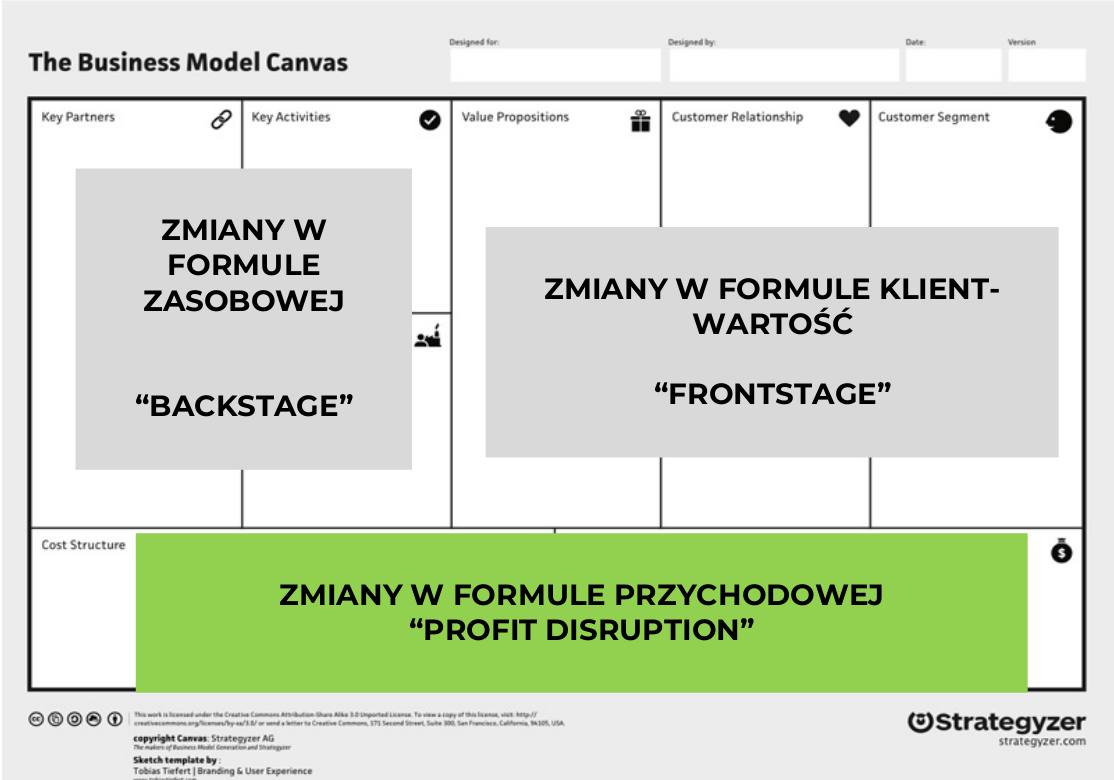 The Business Model Canvas
Designed for:
Designed by:
Date:
Version
Key Partners
Key Activities
Value Propositions
Customer Relationship
Customer Segment
ZMIANY W
FORMULE
ZASOBOWEJ
“BACKSTAGE”
ZMIANY W FORMULE KLIENT-
WARTOŚĆ
“FRONTSTAGE”
Cost Structure
$
ZMIANY W FORMULE PRZYCHODOWEJ
“PROFIT DISRUPTION”
cc
This work is licensed under the Creative Commons Attribution-Share Alike 3.0 Unported License. To view a copy of this license, visit: http://
creativecommons.org/licenses/by-sa/3.0/ or send a letter to Creative Commons, 171 Second Street, Suite 300, San Francisco, California, 94105, USA.
copyright Canvas: Strategyzer AG
The makers of Business Model Generation and Strategyzer
Sketch template by :
Tobias Tiefert | Branding & User Experience
Strategyzer
strategyzer.com